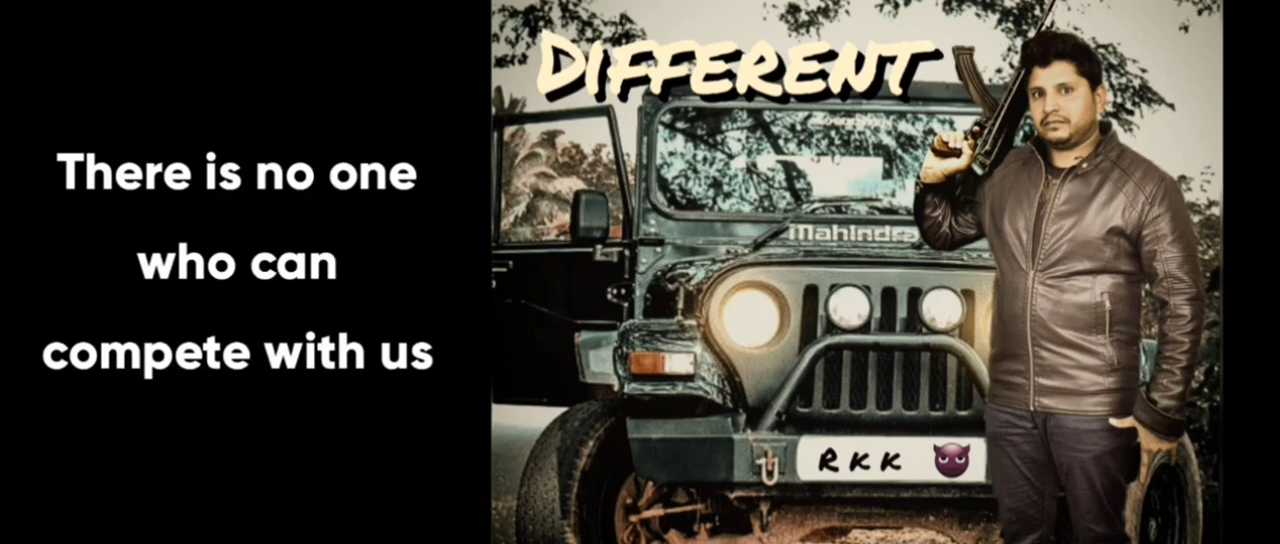 There is no one
who can
compete with us
DIFFERENT
Mahindra
RKK 😈